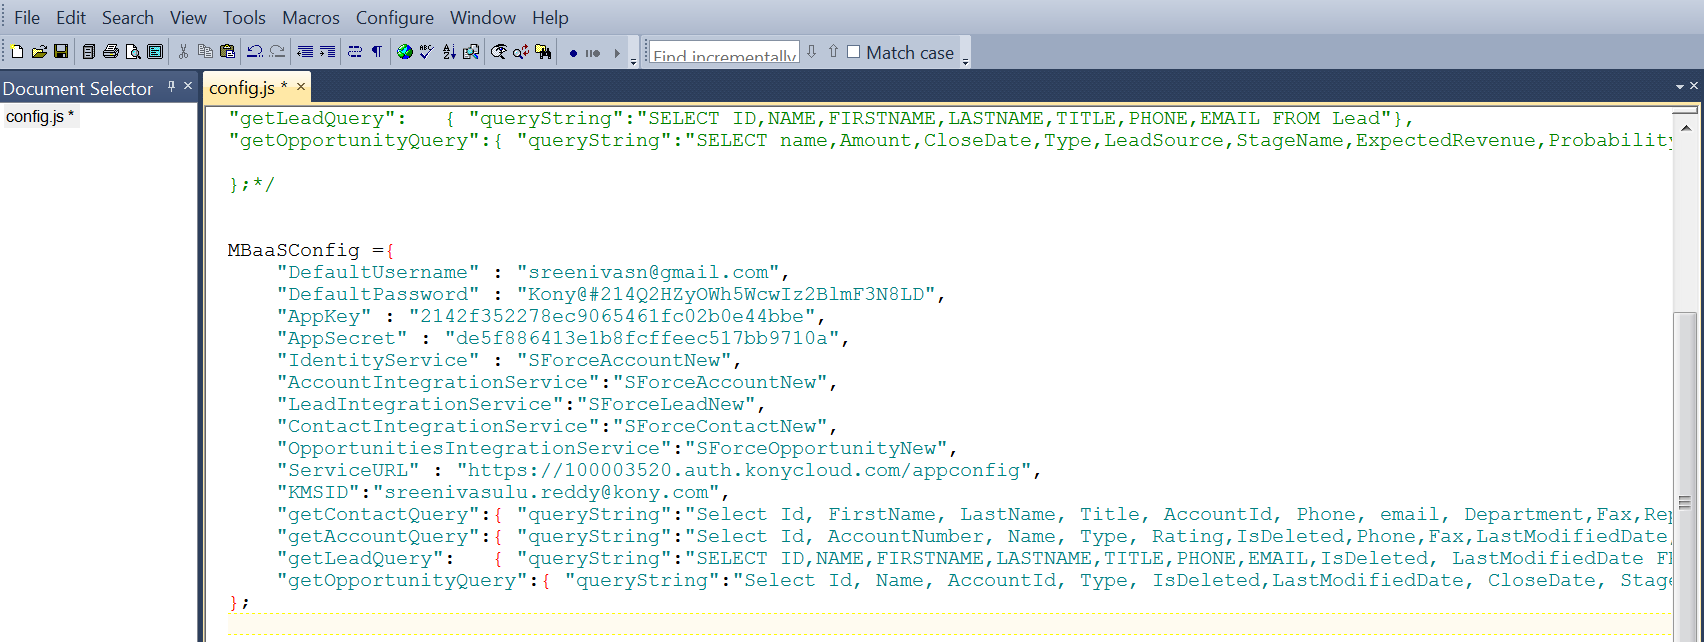 File Edit Search View Tools Macros Configure Window Help
Find incrementally Match case
Document Selector
config.js *
config.js *
"getLeadQuery":   { "queryString":"SELECT ID,NAME,FIRSTNAME,LASTNAME,TITLE,PHONE,EMAIL FROM Lead"},
"getOpportunityQuery":{ "queryString":"SELECT name,Amount,CloseDate,Type,LeadSource,StageName,ExpectedRevenue,Probability
};*/
MBaaSConfig ={
"DefaultUsername" : "sreenivasn@gmail.com",
"DefaultPassword" : "Kony@#214Q2HZyOWh5WcwIz2BlmF3N8LD",
"AppKey" : "2142f352278ec9065461fc02b0e44bbe",
"AppSecret" : "de5f886413e1b8fcffeec517bb9710a",
"IdentityService" : "SForceAccountNew",
"AccountIntegrationService":"SForceAccountNew",
"LeadIntegrationService":"SForceLeadNew",
"ContactIntegrationService":"SForceContactNew",
"OpportunitiesIntegrationService":"SForceOpportunityNew",
"ServiceURL" : "https://100003520.auth.konycloud.com/appconfig",
"KMSID":"sreenivasulu.reddy@kony.com",
"getContactQuery":{ "queryString":"Select Id, FirstName, LastName, Title, AccountId, Phone, email, Department,Fax,Rep
"getAccountQuery":{ "queryString":"Select Id, AccountNumber, Name, Type, Rating,IsDeleted,Phone,Fax,LastModifiedDate,
"getLeadQuery":   { "queryString":"SELECT ID,NAME,FIRSTNAME,LASTNAME,TITLE,PHONE,EMAIL,IsDeleted, LastModifiedDate
"getOpportunityQuery":{ "queryString":"Select Id, Name, AccountId, Type, IsDeleted,LastModifiedDate, CloseDate, Stage
};